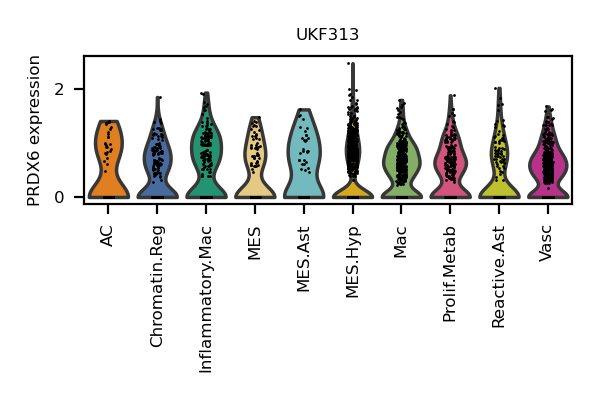 UKF313
PRDX6 expression
2
0
AC
Chromatin.Reg
Inflammatory.Mac
MES
MES.Ast
MES.Hyp
Mac
Prolif.Metab
Reactive.Ast
Vasc